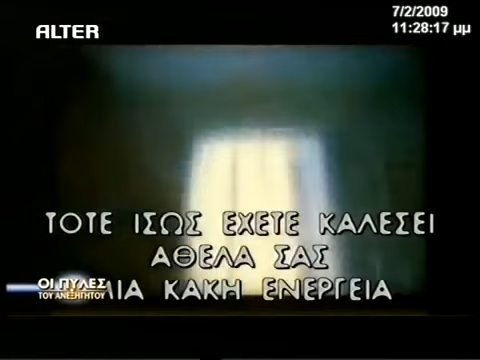 ALTER
7/2/2009
11:28:17 μμ
ΤΟΤΕ ΙΣΩΣ ΕΧΕΤΕ ΚΑΛΕΣΕΙ
ΑΘΕΛΑ ΣΑΣ
ΜΙΑ ΚΑΚΗ ΕΝΕΡΓΕΙΑ
ΟΙ ΠΥΛΕΣ
ΤΟΥ ΑΝΕΞΗΓΗΤΟΥ